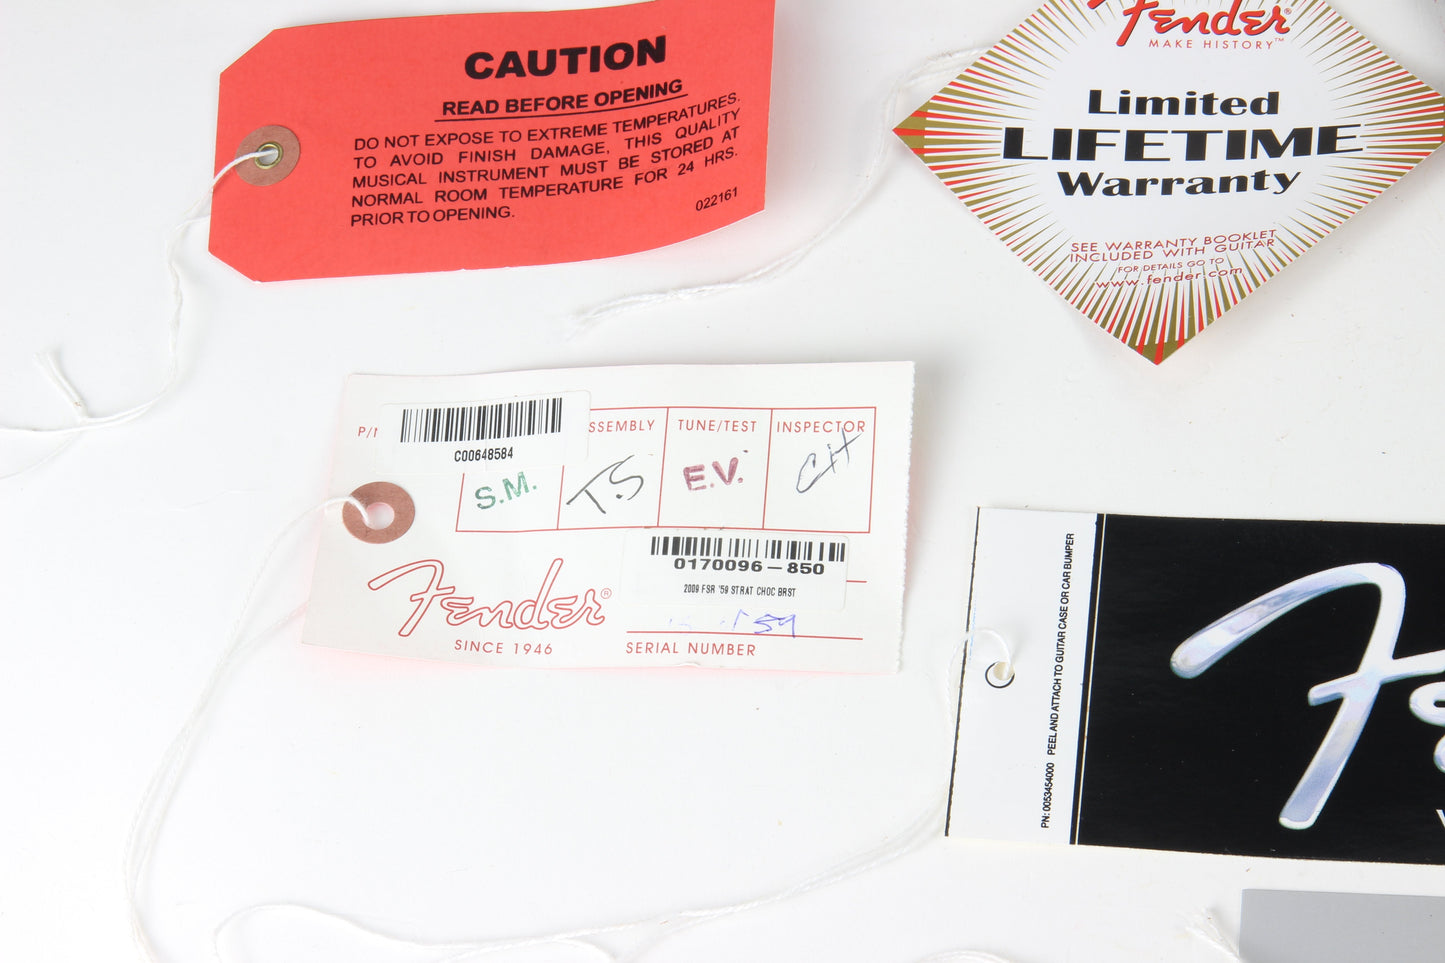 CAUTION
READ BEFORE OPENING
DO NOT EXPOSE TO EXTREME TEMPERATURES.
TO AVOID FINISH DAMAGE, THIS QUALITY
MUSICAL INSTRUMENT MUST BE STORED AT
NORMAL ROOM TEMPERATURE FOR 24 HRS.
PRIOR TO OPENING.
022161
Fender®
MAKE HISTORY™
Limited
LIFETIME
Warranty
SEE WARRANTY BOOKLET
INCLUDED WITH GUITAR
FOR DETAILS GO TO
www.fender.com
P/N
C00648584
SSEMBLY
TUNE/TEST
INSPECTOR
S.M.
T.S
E.V.
CH
0170096-850
2009 FSR '59 STRAT CHOC BRST
Fender®
SINCE 1946
SERIAL NUMBER
PN: 0053454000 PEEL AND ATTACH TO GUITAR CASE OR CAR BUMPER